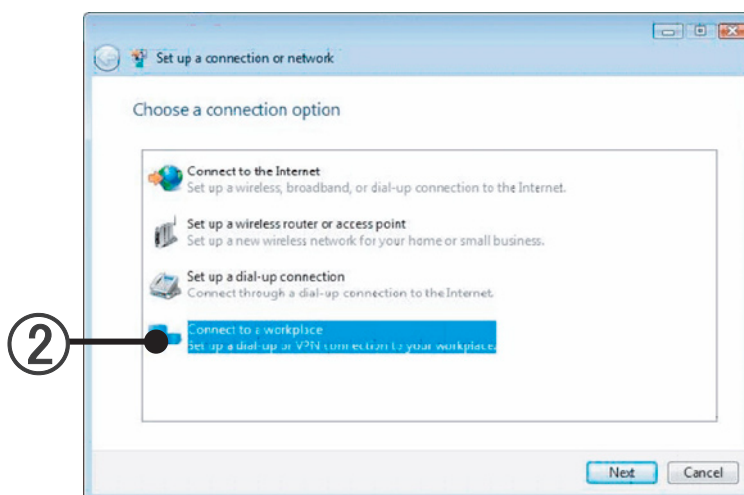 Set up a connection or network
Choose a connection option
Connect to the Internet
Set up a wireless, broadband, or dial-up connection to the Internet.
Set up a wireless router or access point
Set up a new wireless network for your home or small business.
Set up a dial-up connection
Connect through a dial-up connection to the Internet.
2
Connect to a workplace
Set up a dial-up or VPN connection to your workplace.
Next
Cancel